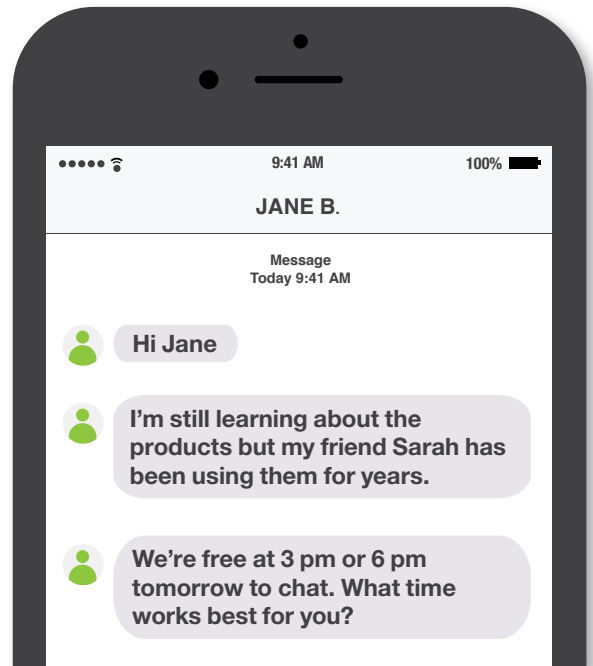 9:41 AM
100%
JANE B.
Message
Today 9:41 AM
Hi Jane
I’m still learning about the
products but my friend Sarah has
been using them for years.
We’re free at 3 pm or 6 pm
tomorrow to chat. What time
works best for you?